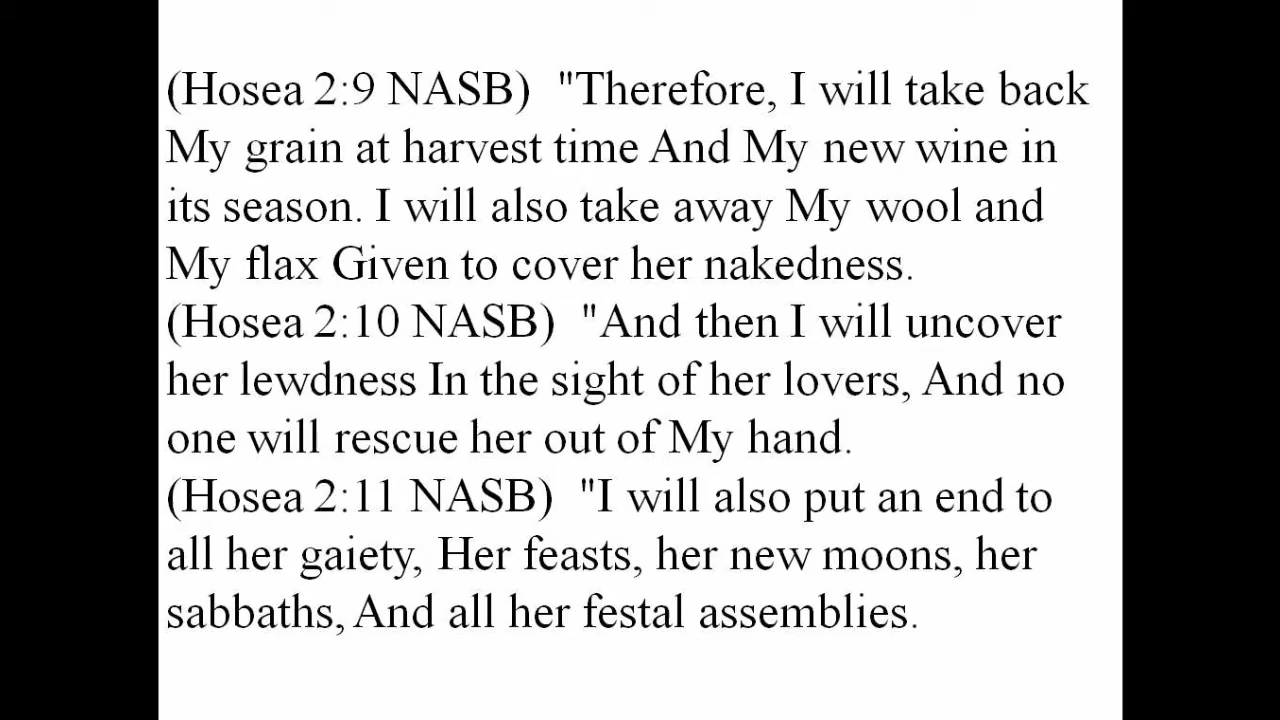 (Hosea 2:9 NASB)  "Therefore, I will take back
My grain at harvest time And My new wine in
its season. I will also take away My wool and
My flax Given to cover her nakedness.
(Hosea 2:10 NASB)  "And then I will uncover
her lewdness In the sight of her lovers, And no
one will rescue her out of My hand.
(Hosea 2:11 NASB)  "I will also put an end to
all her gaiety, Her feasts, her new moons, her
sabbaths, And all her festal assemblies.